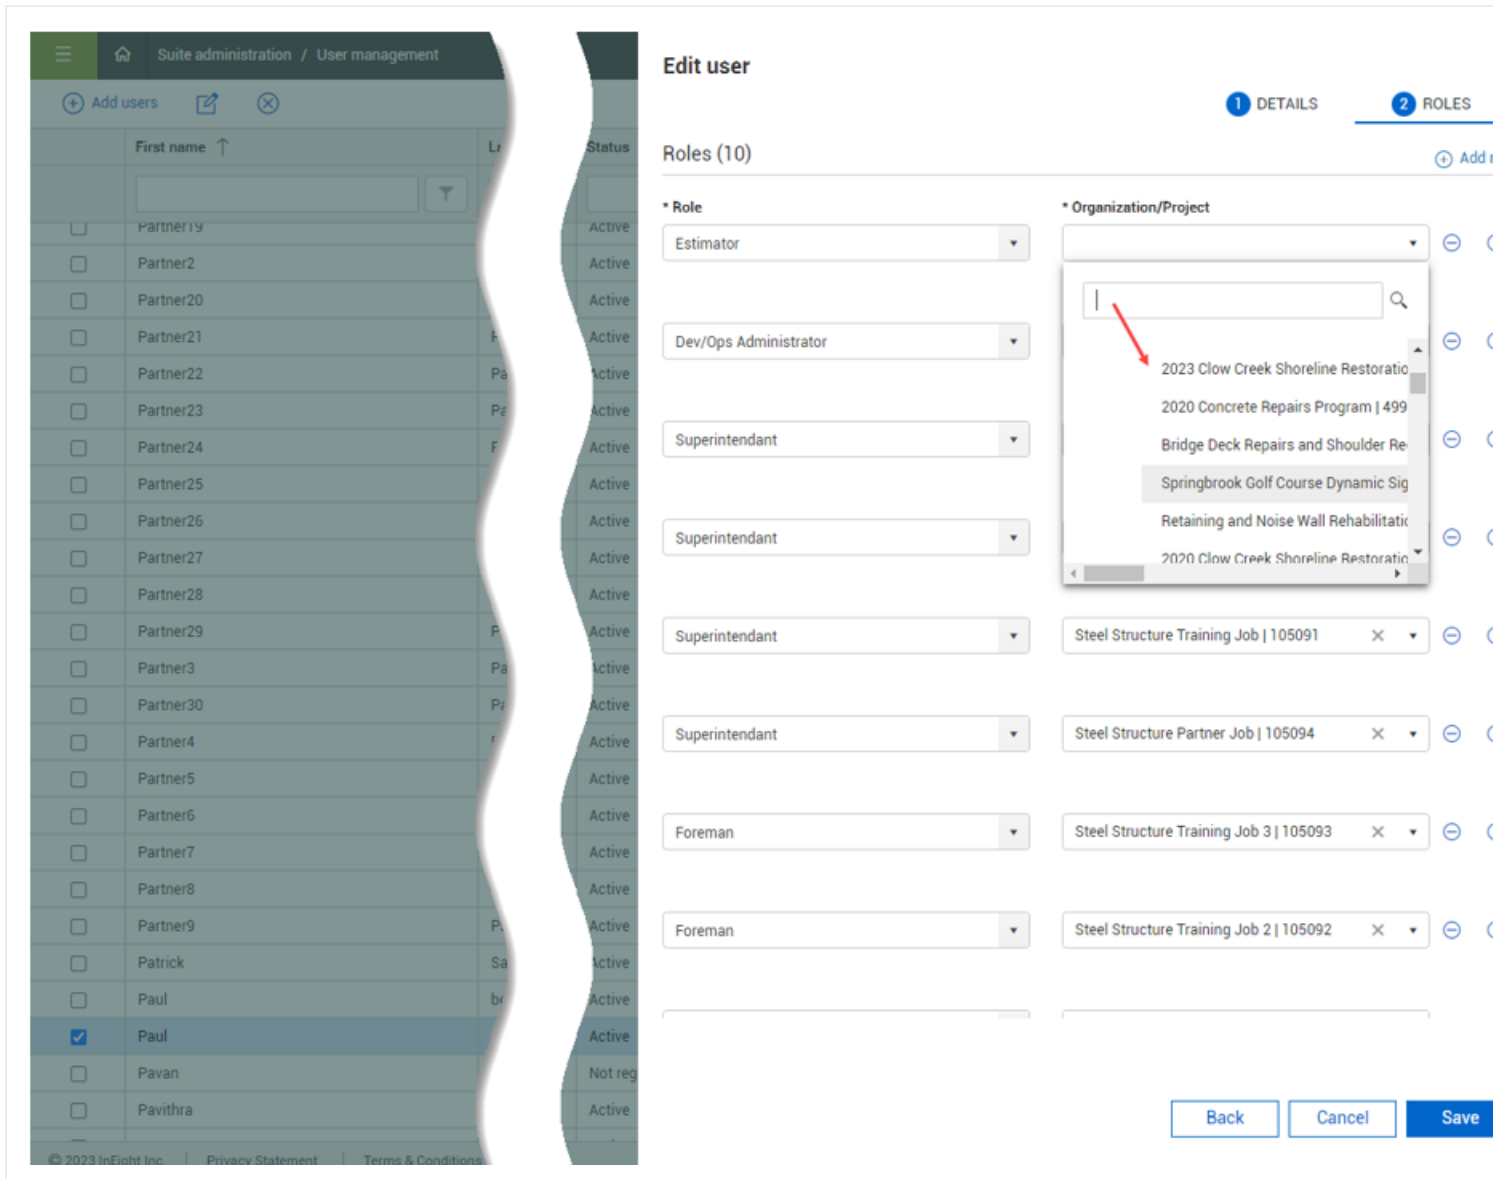 Suite administration / User management
Add users
First name
Status
Partner19 Active
Partner2 Active
Partner20 Active
Partner21 Active
Partner22 Pa Active
Partner23 Pa Active
Partner24 Active
Partner25 Active
Partner26 Active
Partner27 Active
Partner28 Active
Partner29 P Active
Partner3 Pa Active
Partner30 Pa Active
Partner4 Active
Partner5 Active
Partner6 Active
Partner7 Active
Partner8 Active
Partner9 P Active
Patrick Sa Active
Paul Active
Paul Active
Pavan Not reg
Pavithra Active
© 2023 InEight Inc. | Privacy Statement | Terms & Conditions
Edit user
1 DETAILS 2 ROLES
Roles (10)
Add
* Role * Organization/Project
Estimator
Dev/Ops Administrator
2023 Clow Creek Shoreline Restoratio
2020 Concrete Repairs Program | 499
Superintendant
Bridge Deck Repairs and Shoulder Re
Springbrook Golf Course Dynamic Sig
Retaining and Noise Wall Rehabilitatio
Superintendant
2020 Clow Creek Shoreline Restoratio
Superintendant Steel Structure Training Job | 105091
Superintendant Steel Structure Partner Job | 105094
Foreman Steel Structure Training Job 3 | 105093
Foreman Steel Structure Training Job 2 | 105092
Back Cancel Save